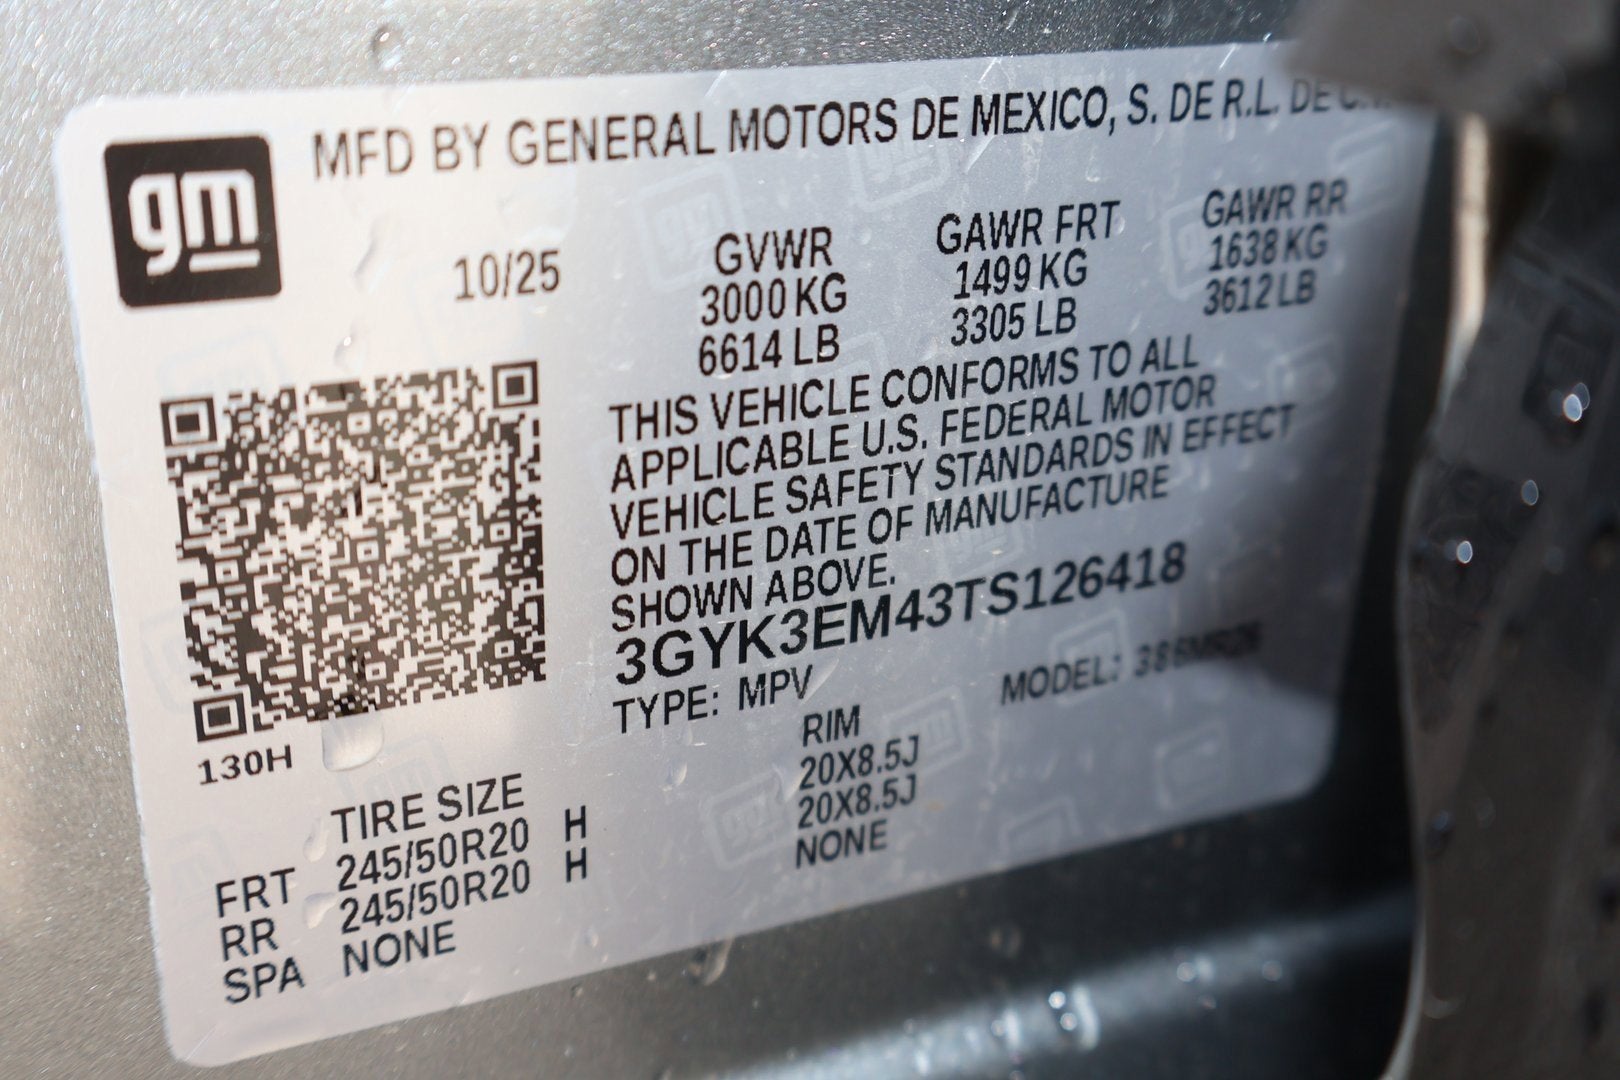 gm
MFD BY GENERAL MOTORS DE MEXICO, S. DE R.L. DE C.V.
10/25
GVWR GAWR FRT GAWR RR
3000 KG 1499 KG 1638 KG
6614 LB 3305 LB 3612 LB
THIS VEHICLE CONFORMS TO ALL
APPLICABLE U.S. FEDERAL MOTOR
VEHICLE SAFETY STANDARDS IN EFFECT
ON THE DATE OF MANUFACTURE
SHOWN ABOVE.
3GYK3EM43TS126418
TYPE: MPV MODEL:
130H
TIRE SIZE RIM
FRT 245/50R20 H 20X8.5J
RR 245/50R20 H 20X8.5J
SPA NONE NONE